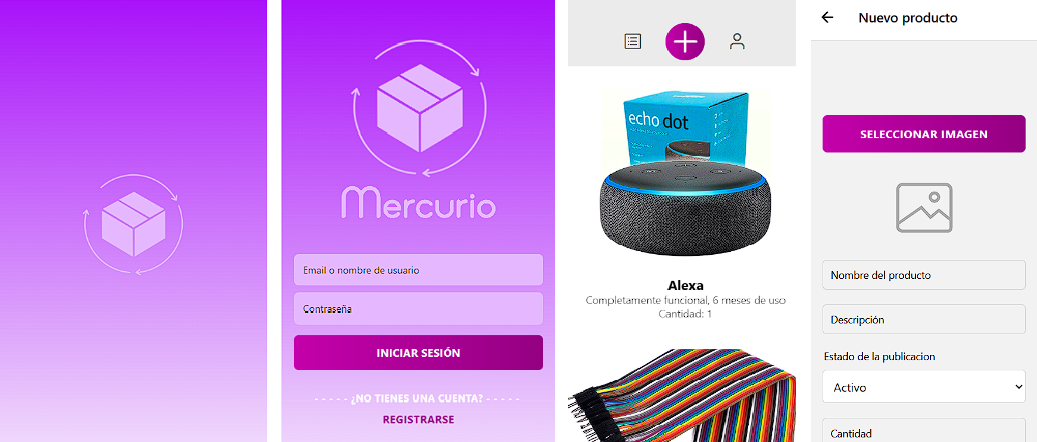 Mercurio
Email o nombre de usuario
Contraseña
INICIAR SESIÓN
- - - - - ¿NO TIENES UNA CUENTA? - - - - -
REGISTRARSE
echo dot
Alexa
Completamente funcional, 6 meses de uso
Cantidad: 1
Nuevo producto
SELECCIONAR IMAGEN
Nombre del producto
Descripción
Estado de la publicacion
Activo
Cantidad